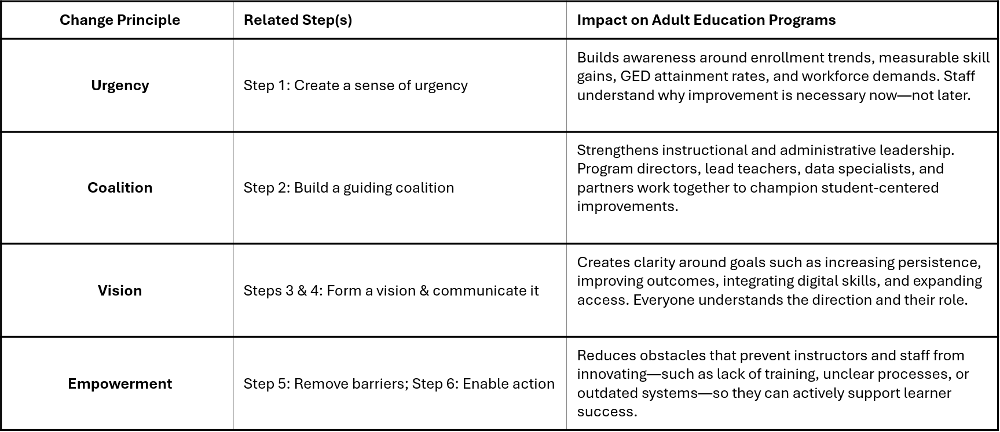 Change Principle
Related Step(s)
Impact on Adult Education Programs
Urgency
Step 1: Create a sense of urgency
Builds awareness around enrollment trends, measurable skill
gains, GED attainment rates, and workforce demands. Staff
understand why improvement is necessary now—not later.
Coalition
Step 2: Build a guiding coalition
Strengthens instructional and administrative leadership.
Program directors, lead teachers, data specialists, and
partners work together to champion student-centered
improvements.
Vision
Steps 3 & 4: Form a vision & communicate it
Creates clarity around goals such as increasing persistence,
improving outcomes, integrating digital skills, and expanding
access. Everyone understands the direction and their role.
Empowerment
Step 5: Remove barriers; Step 6: Enable action
Reduces obstacles that prevent instructors and staff from
innovating—such as lack of training, unclear processes, or
outdated systems—so they can actively support learner
success.